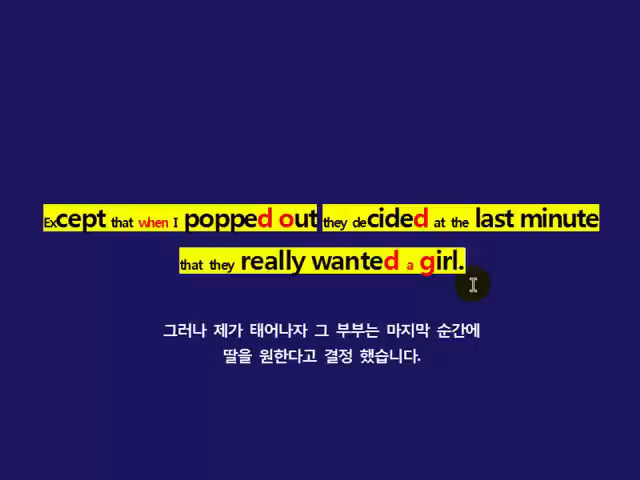 Except that when I popped out they decided at the last minute
that they really wanted a girl.
그러나 제가 태어나자 그 부부는 마지막 순간에
딸을 원한다고 결정 했습니다.